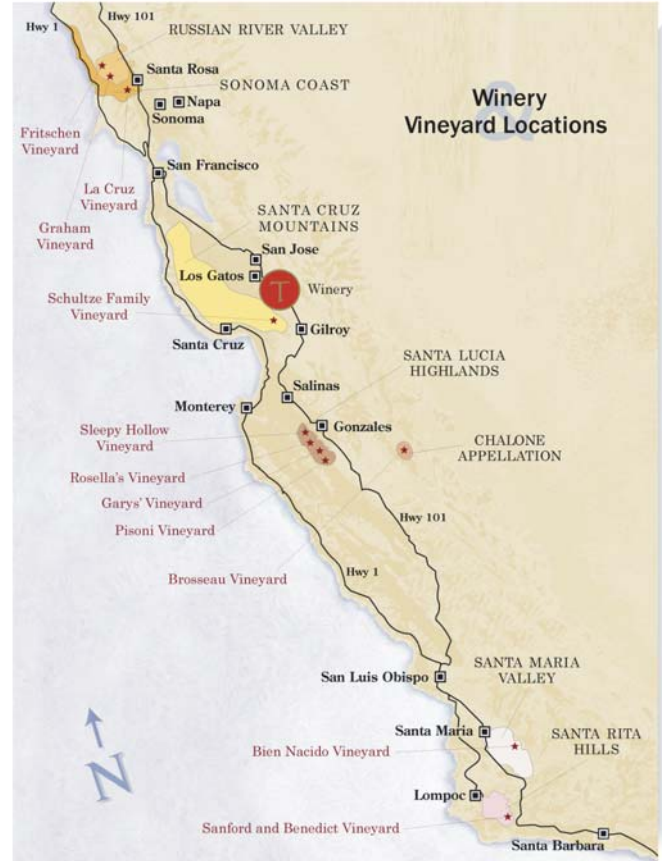 Hwy 1
Hwy 101
RUSSIAN RIVER VALLEY
Santa Rosa
SONOMA COAST
Napa
Sonoma
&
Winery
Vineyard Locations
Fritschen
Vineyard
La Cruz
Vineyard
Graham
Vineyard
San Francisco
SANTA CRUZ
MOUNTAINS
San Jose
Los Gatos
T
Winery
Schultze Family
Vineyard
Santa Cruz
Gilroy
SANTA LUCIA
HIGHLANDS
Salinas
Monterey
Gonzales
Sleepy Hollow
Vineyard
CHALONE
APPELLATION
Rosella's Vineyard
Garys' Vineyard
Pisoni Vineyard
Hwy 101
Brosseau Vineyard
Hwy 1
SANTA MARIA
VALLEY
San Luis Obispo
Santa Maria
SANTA RITA
HILLS
Bien Nacido Vineyard
N
Lompoc
Sanford and Benedict Vineyard
Santa Barbara